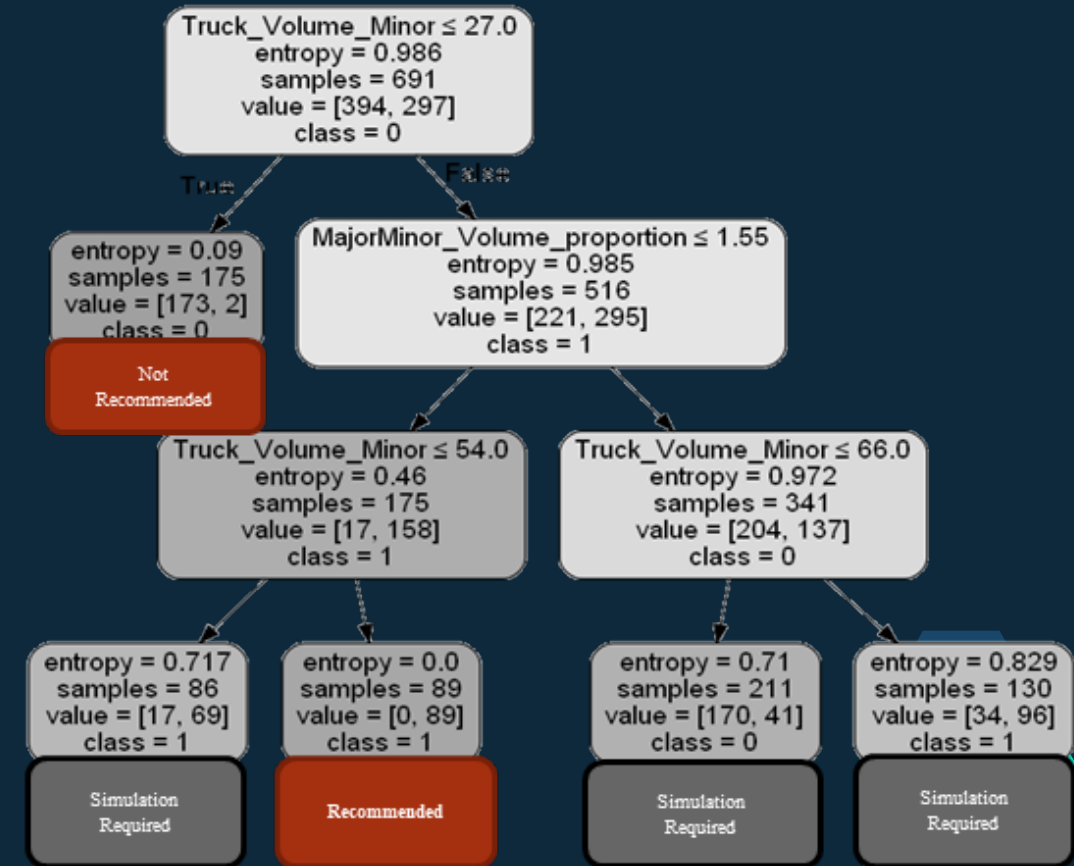 Truck_Volume_Minor ≤ 27.0
entropy = 0.986
samples = 691
value = [394, 297]
class = 0
True
False
entropy = 0.09
samples = 175
value = [173, 2]
class = 0
Not
Recommended
MajorMinor_Volume_proportion ≤ 1.55
entropy = 0.985
samples = 516
value = [221, 295]
class = 1
Truck_Volume_Minor ≤ 54.0
entropy = 0.46
samples = 175
value = [17, 158]
class = 1
Truck_Volume_Minor ≤ 66.0
entropy = 0.972
samples = 341
value = [204, 137]
class = 0
entropy = 0.717
samples = 86
value = [17, 69]
class = 1
Simulation
Required
entropy = 0.0
samples = 89
value = [0, 89]
class = 1
Recommended
entropy = 0.71
samples = 211
value = [170, 41]
class = 0
Simulation
Required
entropy = 0.829
samples = 130
value = [34, 96]
class = 1
Simulation
Required